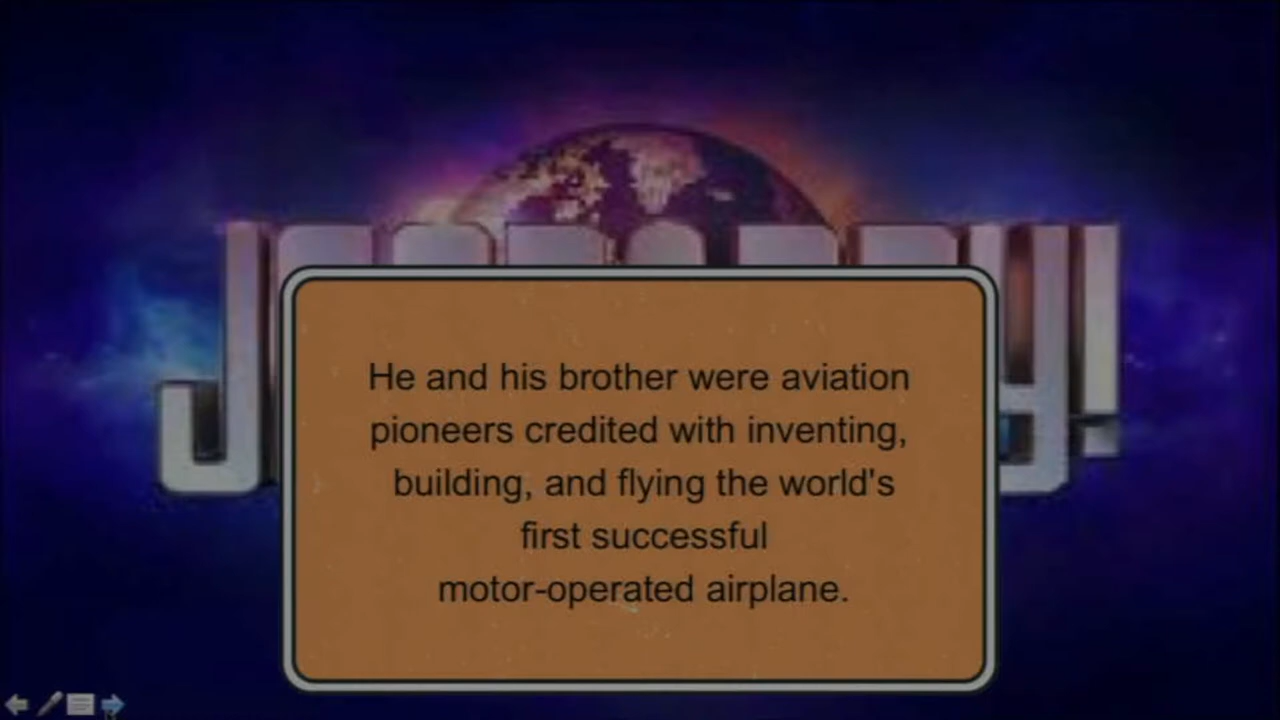 He and his brother were aviation
pioneers credited with inventing,
building, and flying the world's
first successful
motor-operated airplane.